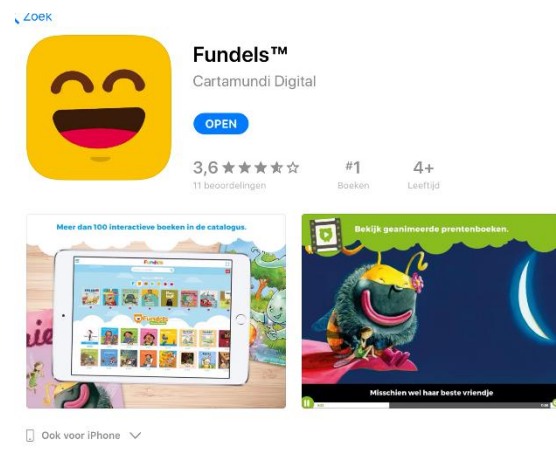 Zoek
Fundels™
Cartamundi Digital
OPEN
3,6
#1
4+
11 beoordelingen
Boeken
Leeftijd
Meer dan 100 interactieve boeken in de catalogus.
Fundels
Fundels
Bekijk geanimeerde prentenboeken.
Misschien wel haar beste vriendje
Ook voor iPhone